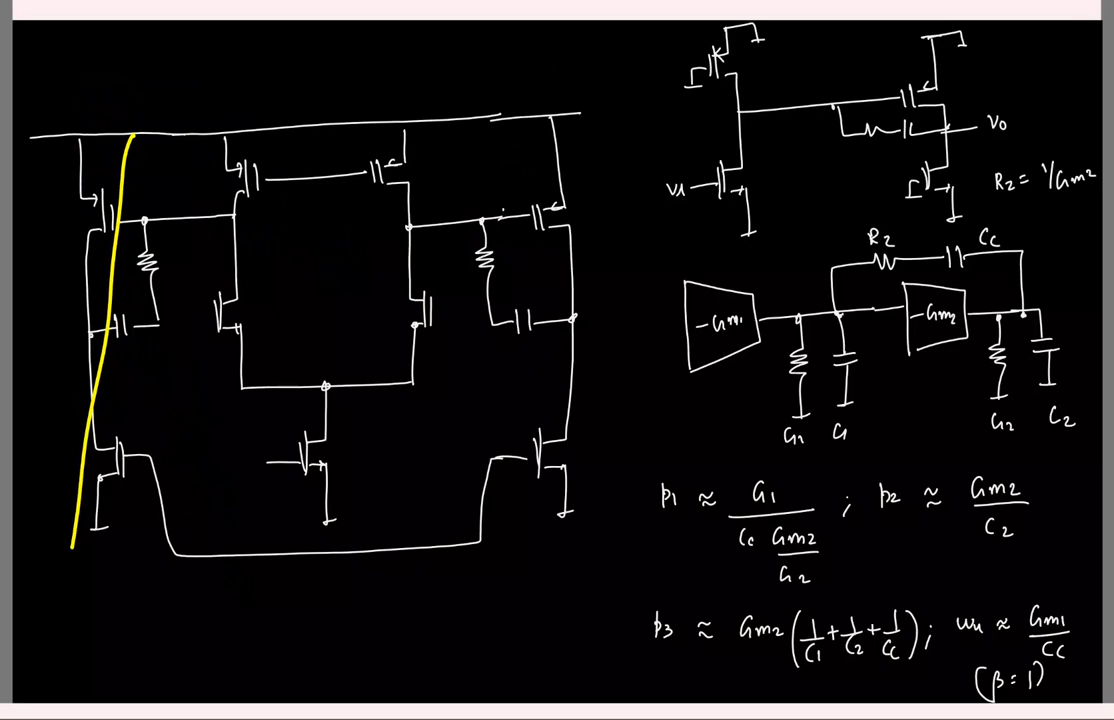 V1
Vo
R2 = 1/Gm2
R2
Cc
-Gm1
-Gm2
G1
C1
G2
C2
p1 ≈ G1 / (Cc Gm2/G2) ; p2 ≈ Gm2/C2
p3 ≈ Gm2 (1/C1 + 1/C2 + 1/Cc) ; ωu ≈ Gm1/Cc
(β = 1)